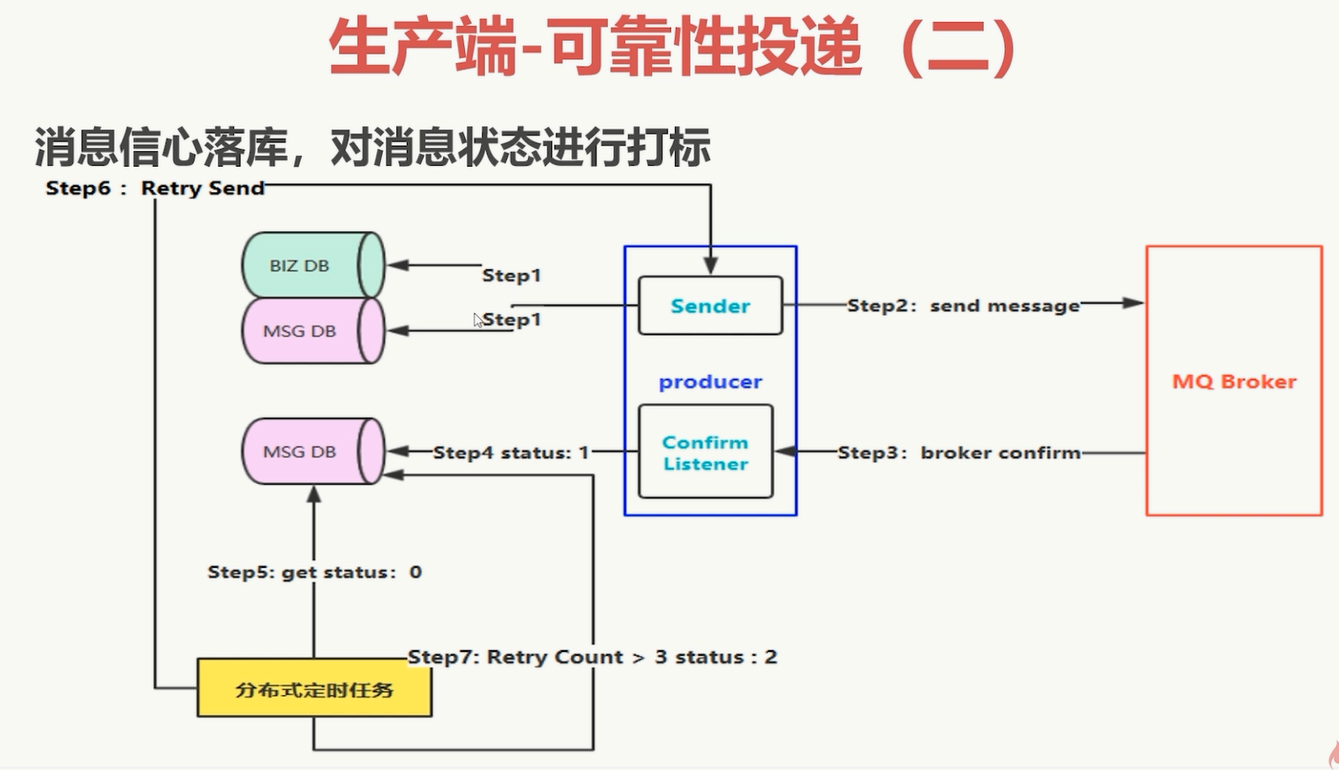 生产端-可靠性投递（二）
消息信心落库，对消息状态进行打标
Step6： Retry Send
BIZ DB
Step1
MSG DB
Step1
Sender
Step2：send message
producer
MQ Broker
MSG DB
Step4 status: 1
Confirm
Listener
Step3：broker confirm
Step5: get status：0
Step7: Retry Count > 3 status : 2
分布式定时任务